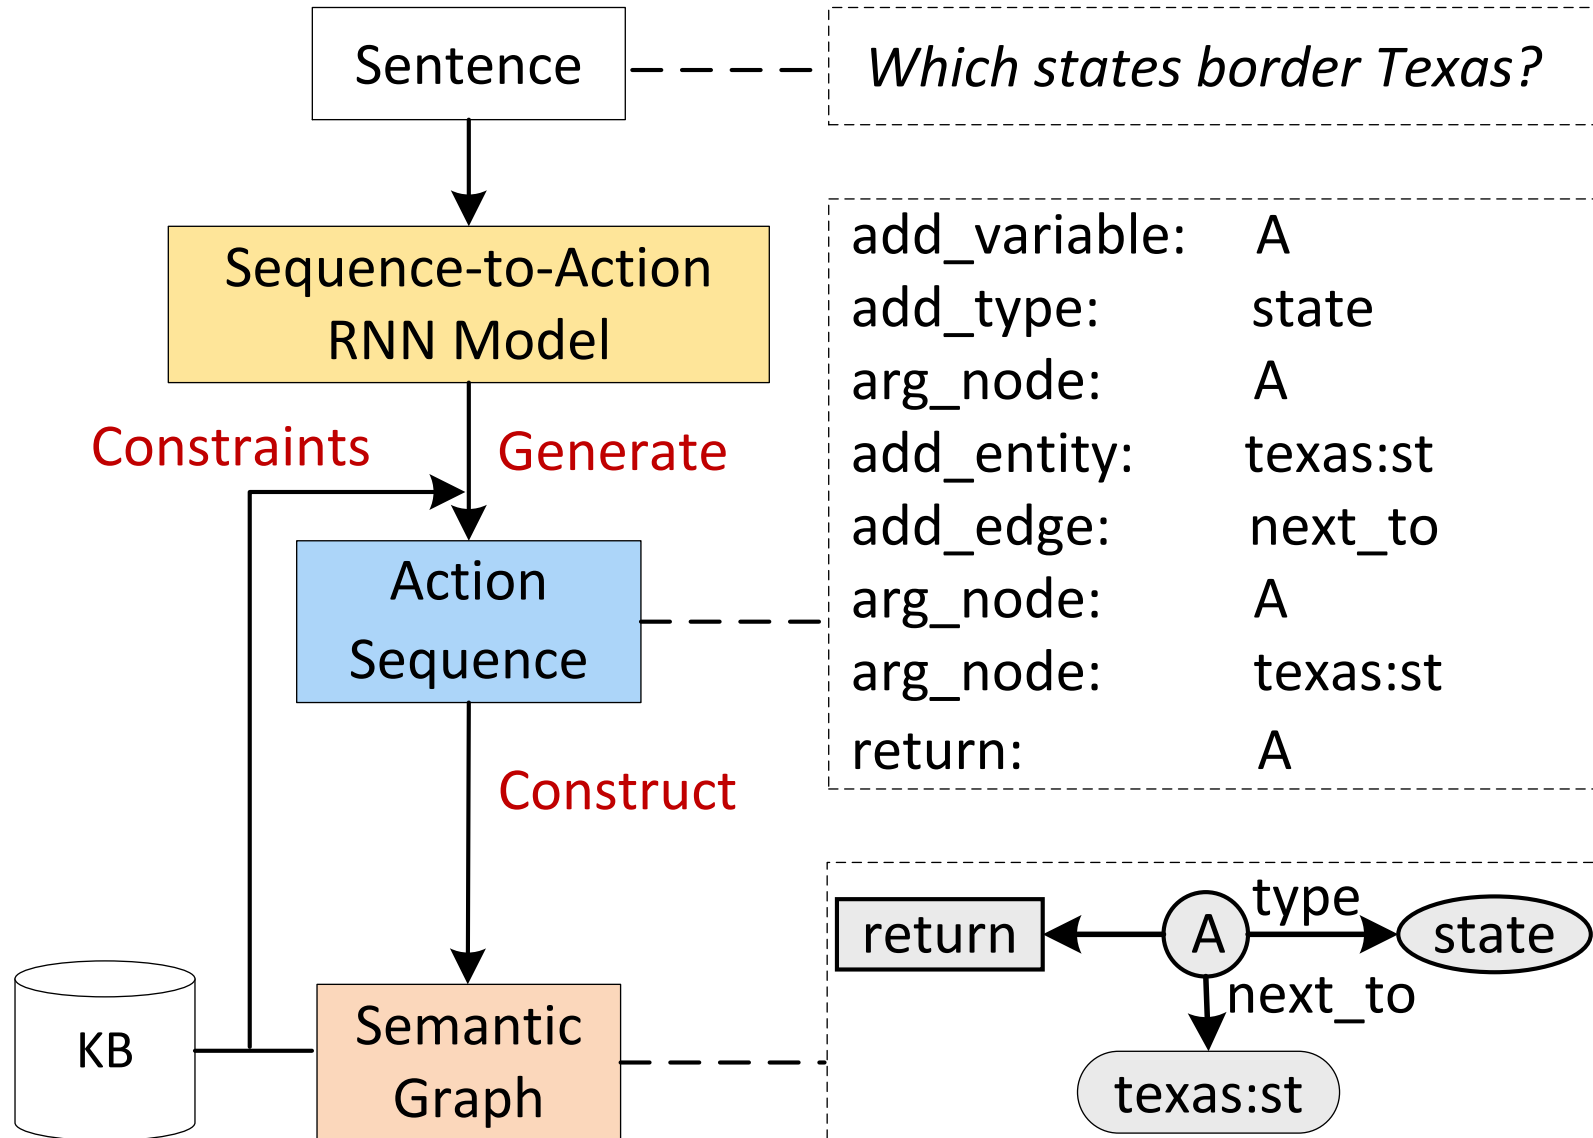 Sentence
Which states border Texas?
Sequence-to-Action
RNN Model
Constraints
Generate
Action
Sequence
add_variable: A
add_type: state
arg_node: A
add_entity: texas:st
add_edge: next_to
arg_node: A
arg_node: texas:st
return: A
Construct
KB
Semantic
Graph
return
A
type
state
next_to
texas:st